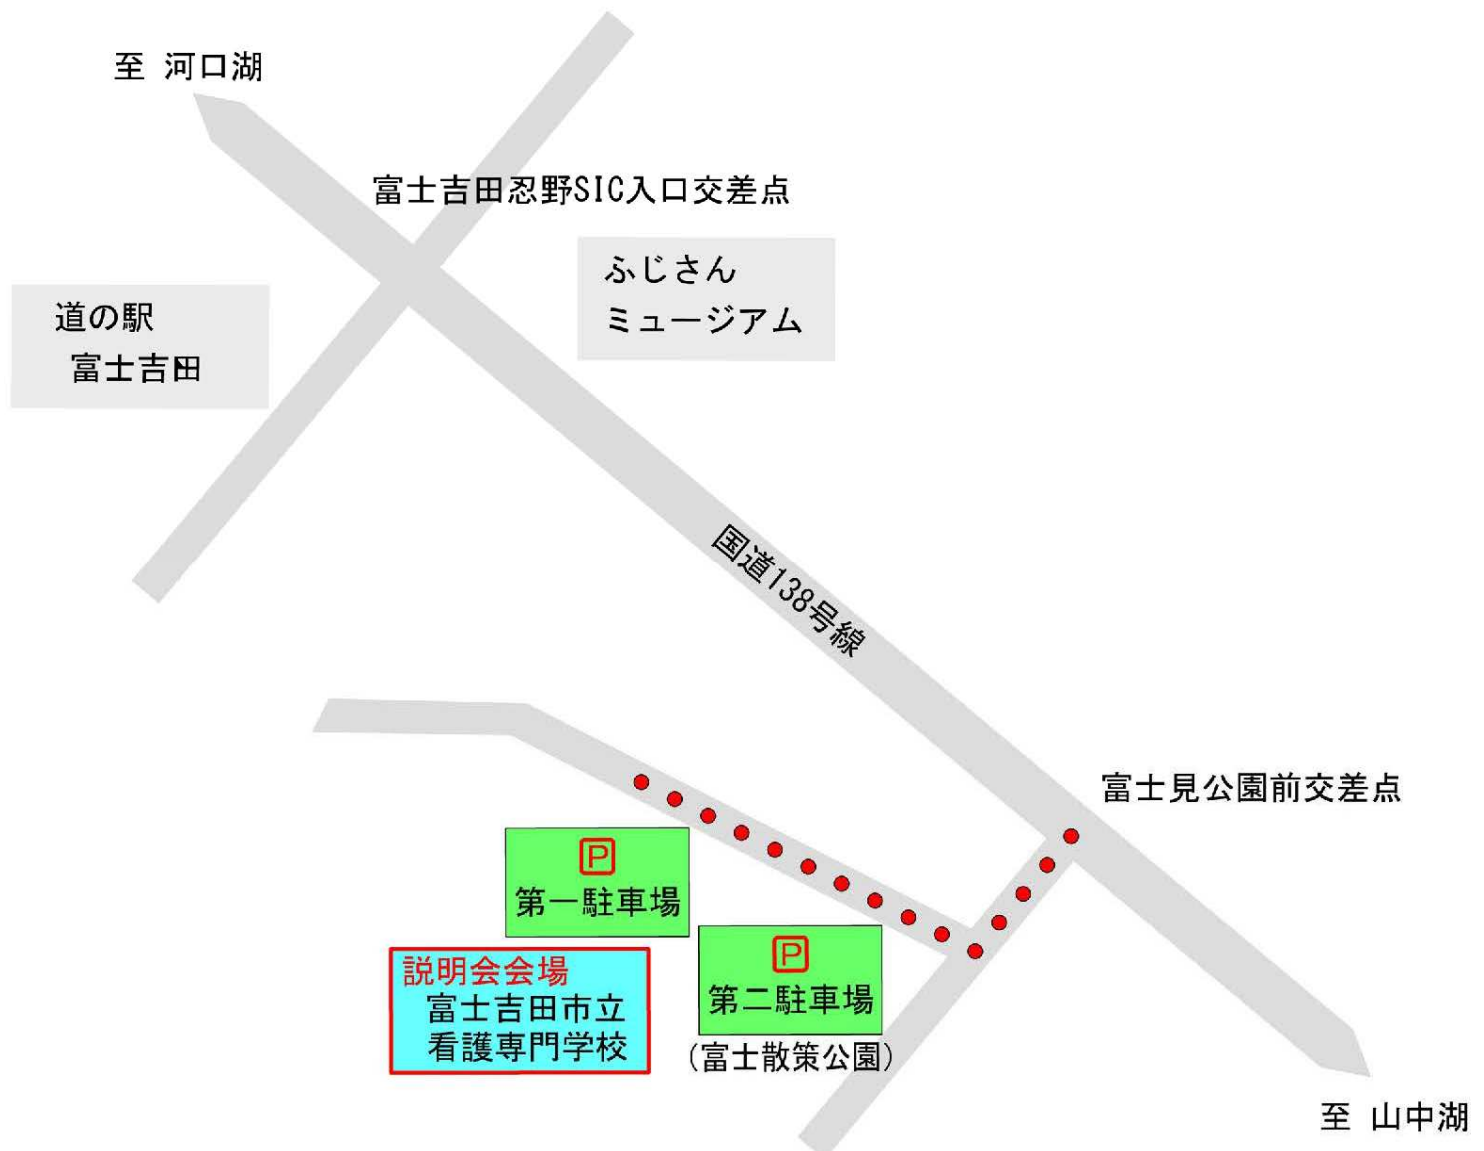 至 河口湖
富士吉田忍野SIC入口交差点
ふじさん
ミュージアム
道の駅
富士吉田
国道138号線
富士見公園前交差点
P
第一駐車場
P
第二駐車場
(富士散策公園)
説明会会場
富士吉田市立
看護専門学校
至 山中湖